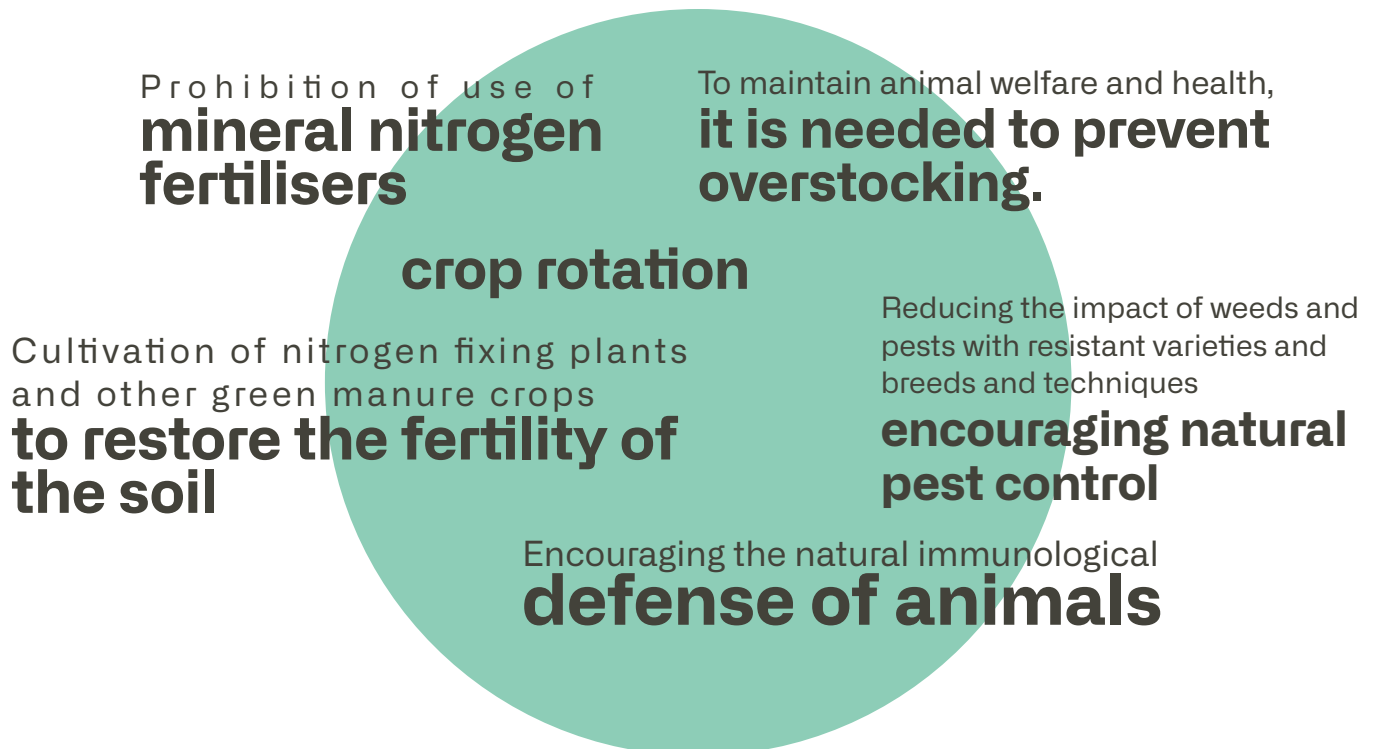 Prohibition of use of
mineral nitrogen
fertilisers
To maintain animal welfare and health,
it is needed to prevent
overstocking.
crop rotation
Cultivation of nitrogen fixing plants
and other green manure crops
to restore the fertility of
the soil
Reducing the impact of weeds and
pests with resistant varieties and
breeds and techniques
encouraging natural
pest control
Encouraging the natural immunological
defense of animals